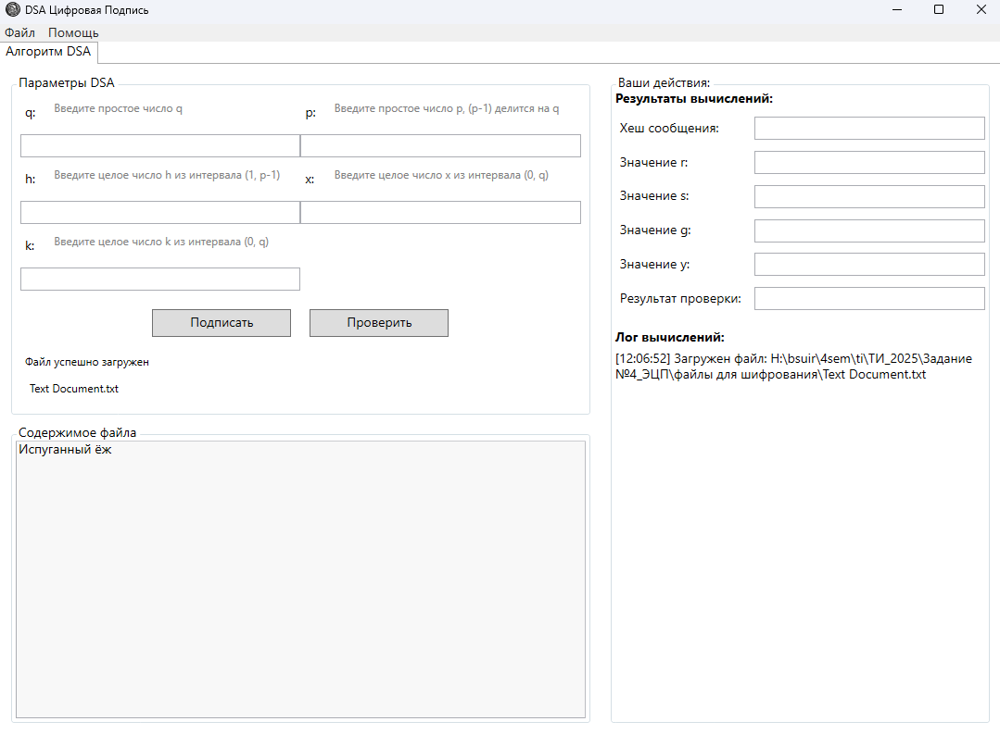 DSA Цифровая Подпись
Файл Помощь
Алгоритм DSA
Параметры DSA
q: Введите простое число q
p: Введите простое число p, (p-1) делится на q
h: Введите целое число h из интервала (1, p-1)
x: Введите целое число x из интервала (0, q)
k: Введите целое число k из интервала (0, q)
Подписать
Проверить
Файл успешно загружен
Text Document.txt
Содержимое файла
Испуганный ёж
Ваши действия:
Результаты вычислений:
Хеш сообщения:
Значение r:
Значение s:
Значение g:
Значение y:
Результат проверки:
Лог вычислений:
[12:06:52] Загружен файл: H:\bsuir\4sem\ti\ТИ_2025\Задание
№4_ЭЦП\файлы для шифрования\Text Document.txt